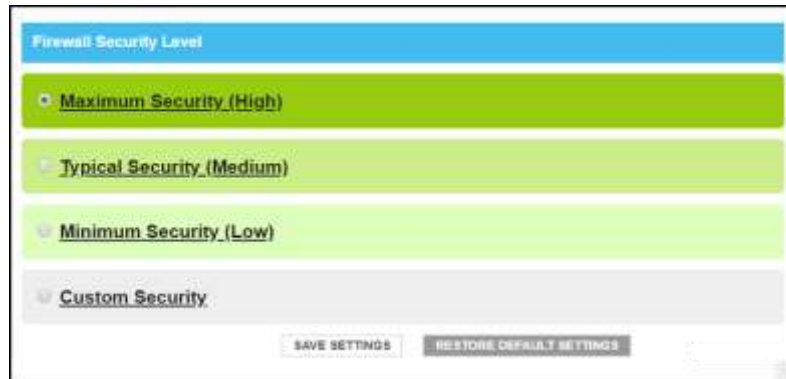 Firewall Security Level
Maximum Security (High)
Typical Security (Medium)
Minimum Security (Low)
Custom Security
SAVE SETTINGS
RESTORE DEFAULT SETTINGS